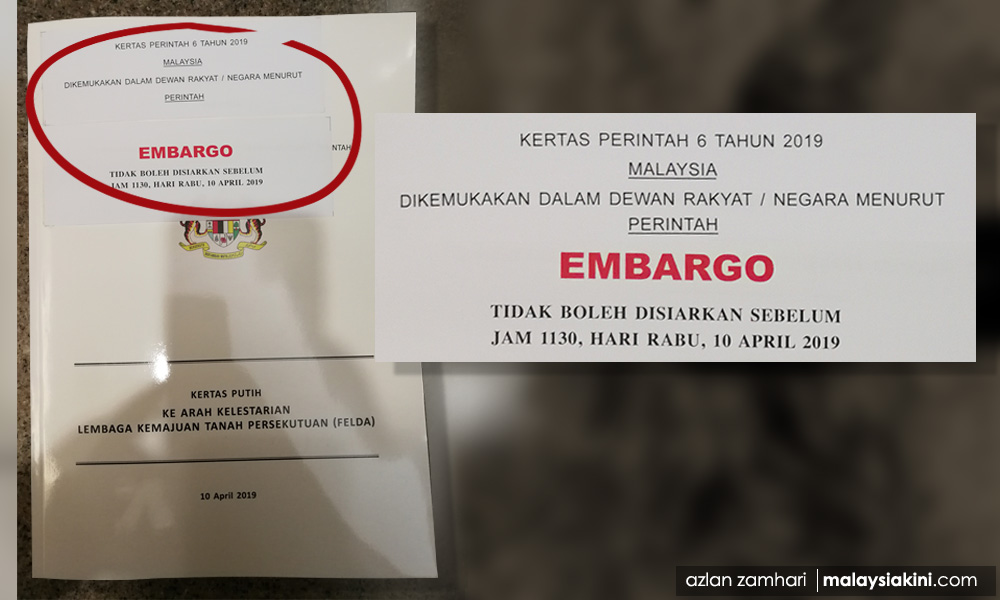 KERTAS PERINTAH 6 TAHUN 2019
MALAYSIA
DIKEMUKAKAN DALAM DEWAN RAKYAT / NEGARA MENURUT
PERINTAH
EMBARGO
NTAH
TIDAK BOLEH DISIARKAN SEBELUM
JAM 1130, HARI RABU, 10 APRIL 2019
KERTAS PUTIH
KE ARAH KELESTARIAN
LEMBAGA KEMAJUAN TANAH PERSEKUTUAN (FELDA)
10 April 2019
KERTAS PERINTAH 6 TAHUN 2019
MALAYSIA
DIKEMUKAKAN DALAM DEWAN RAKYAT / NEGARA MENURUT
PERINTAH
EMBARGO
TIDAK BOLEH DISIARKAN SEBELUM
JAM 1130, HARI RABU, 10 APRIL 2019
azlan zamhari | malaysiakini.com